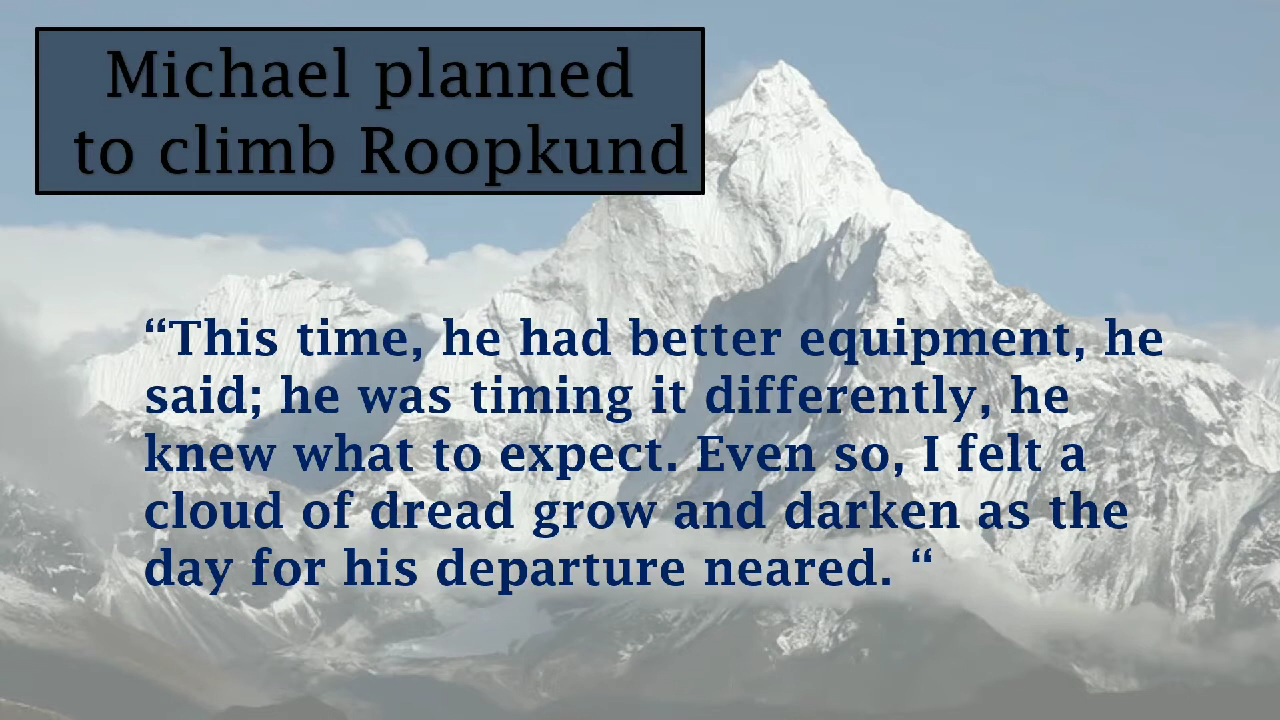 Michael planned
to climb Roopkund
“This time, he had better equipment, he
said; he was timing it differently, he
knew what to expect. Even so, I felt a
cloud of dread grow and darken as the
day for his departure neared. “